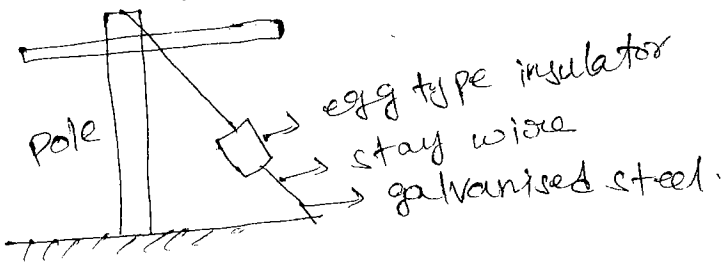 egg type insulator
pole
stay wire
galvanised steel.